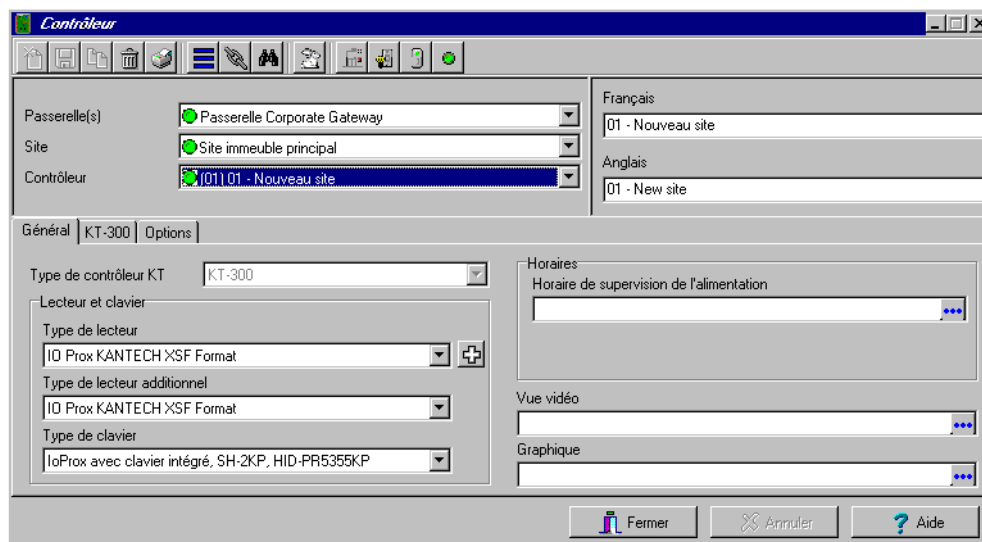 Contrôleur
Passerelle(s)
Passerelle Corporate Gateway
Site
Site immeuble principal
Contrôleur
(01) 01 - Nouveau site
Français
01 - Nouveau site
Anglais
01 - New site
Général KT-300 Options
Type de contrôleur KT
KT-300
Lecteur et clavier
Type de lecteur
IO Prox KANTECH XSF Format
Type de lecteur additionnel
IO Prox KANTECH XSF Format
Type de clavier
IoProx avec clavier intégré, SH-2KP, HID-PR5355KP
Horaires
Horaire de supervision de l'alimentation
Vue vidéo
Graphique
Fermer Annuler Aide